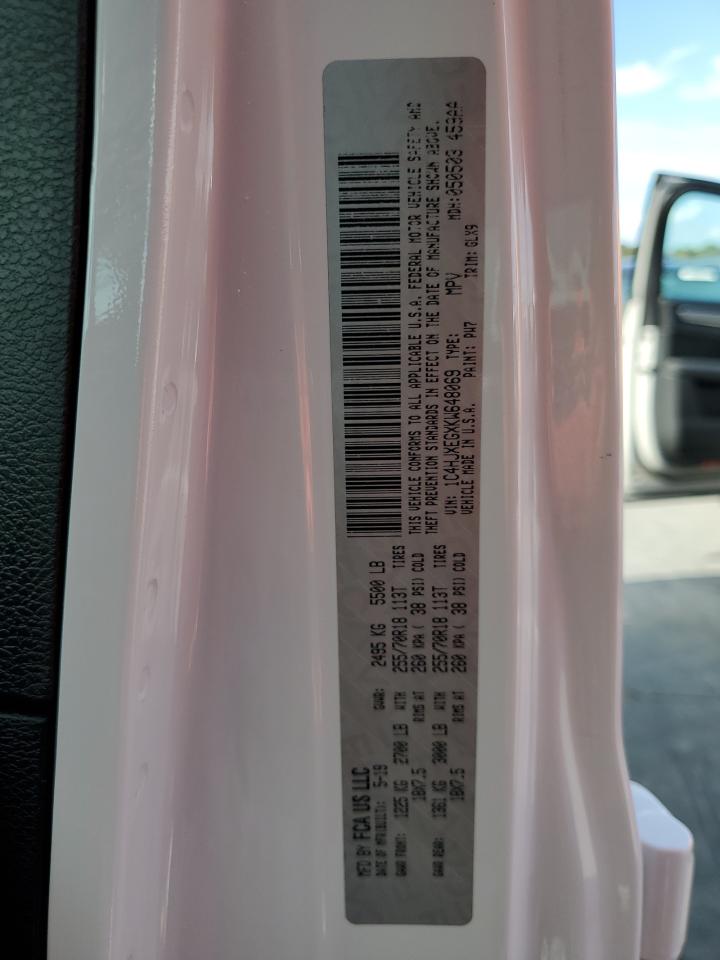 MFD BY FCA US LLC
DATE OF MFR(BUILT): 5-19 GVWR: 2495 KG 5500 LB
GAWR FRONT: 1225 KG 2700 LB WITH 255/70R18 113T TIRES
18X7.5 RIMS AT 260 KPA ( 38 PSI) COLD
GAWR REAR: 1361 KG 3000 LB WITH 255/70R18 113T TIRES
18X7.5 RIMS AT 260 KPA ( 38 PSI) COLD
THIS VEHICLE CONFORMS TO ALL APPLICABLE U.S.A. FEDERAL MOTOR VEHICLE SAFETY AND
THEFT PREVENTION STANDARDS IN EFFECT ON THE DATE OF MANUFACTURE SHOWN ABOVE.
VIN: 1C4HJXEGXKW648069 TYPE: MPV MDH:050503 459AA
VEHICLE MADE IN U.S.A. PAINT: PW7 TRIM: GLX9